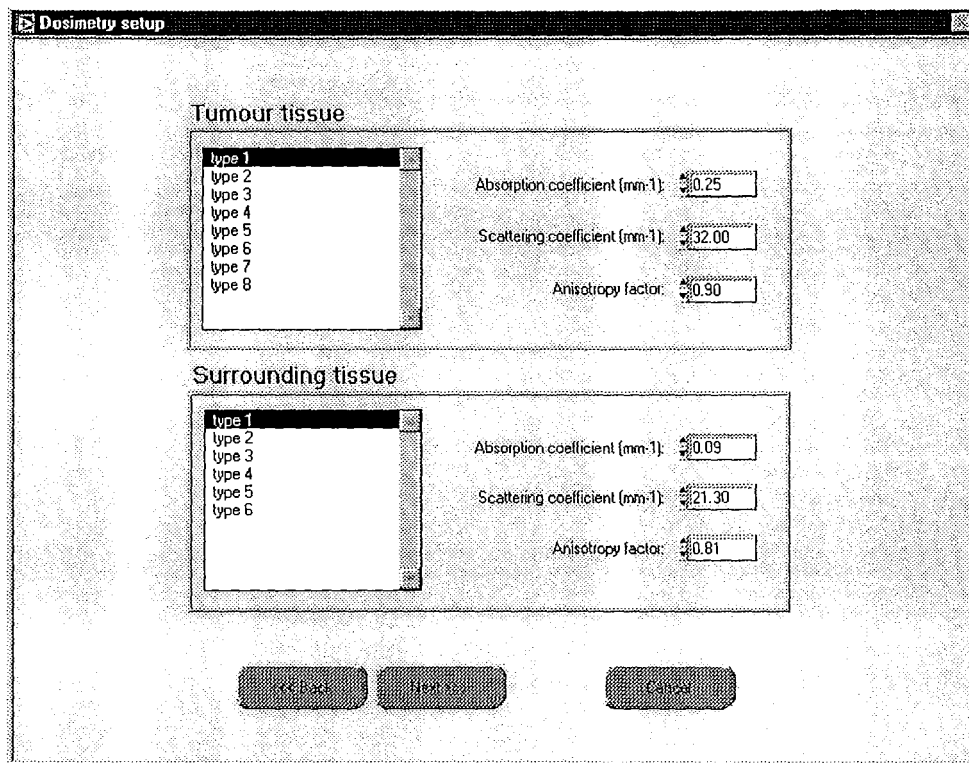 Dosimetry setup
Tumour tissue
type 1
type 2
type 3
type 4
type 5
type 6
type 7
type 8
Absorption coefficient (mm-1): 0.25
Scattering coefficient (mm-1): 32.00
Anisotropy factor: 0.90
Surrounding tissue
type 1
type 2
type 3
type 4
type 5
type 6
Absorption coefficient (mm-1): 0.09
Scattering coefficient (mm-1): 21.30
Anisotropy factor: 0.81
<< Back Next >> Cancel